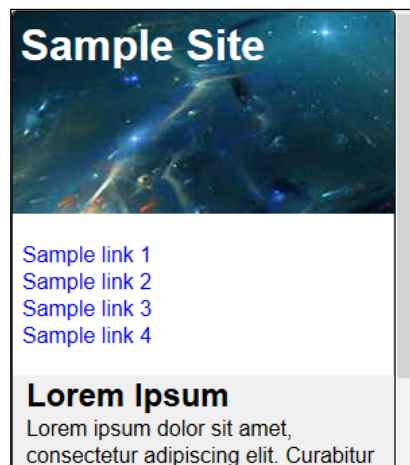 Sample Site
Sample link 1
Sample link 2
Sample link 3
Sample link 4
Lorem Ipsum
Lorem ipsum dolor sit amet,
consectetur adipiscing elit. Curabitur